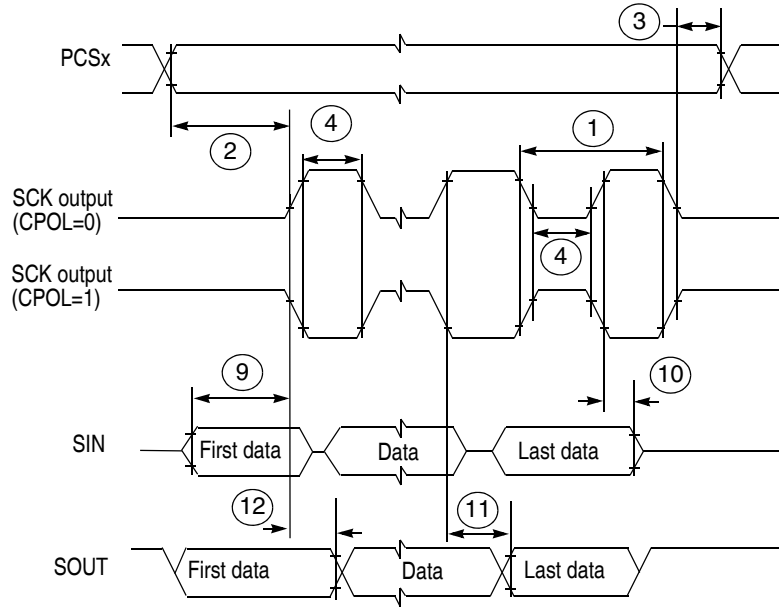 3
PCSx
2
4
1
SCK output
(CPOL=0)
4
SCK output
(CPOL=1)
9
10
SIN
First data
Data
Last data
12
11
SOUT
First data
Data
Last data